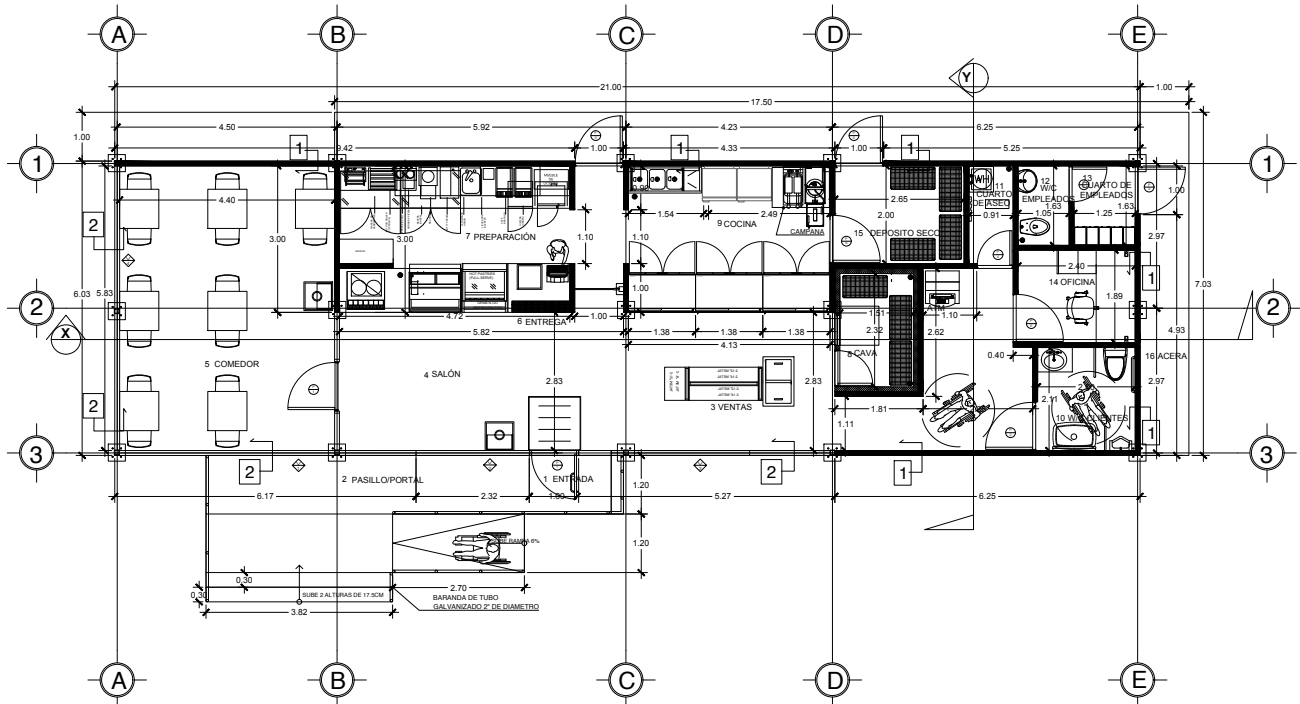 A
B
C
D
E
Y
21.00
1.00
17.50
4.50
5.92
4.23
6.25
1.00
9.42
1.00
4.33
1.00
5.25
1
1
1
1
1
2
4.40
3.00
3.00
7 PREPARACIÓN
1.10
0.90
1.54
2.49
9 COCINA
CAMPANA
1.10
2.65
2.00
15 DEPOSITO SECO
WH
11
CUARTO
DE ASEO
0.91
12
W/C
EMPLEADOS
1.63
1.05
13
CUARTO DE
EMPLEADOS
1.63
1.25
1.00
2.97
6.03
5.83
7.03
2
2
X
HOT PASTRIES
(FULL SERVE)
4.72
6 ENTREGA
1.00
1.00
5.82
1.38
1.38
1.38
4.13
1.51
2.32
8 CAVA
ATM
1.10
2.62
2.40
14 OFICINA
1.89
1
4.93
0.40
16 ACERA
5 COMEDOR
4 SALÓN
2.83
3 VENTAS
2.83
1.81
1.11
2.11
10 W/C CLIENTES
2.97
2
1
3
3
2
2
1
6.17
2 PASILLO/PORTAL
2.32
1 ENTRADA
1.00
1.20
5.27
6.25
SUBE RAMPA 6%
1.20
0,30
0,30
SUBE 2 ALTURAS DE 17.5CM
2.70
3.82
BARANDA DE TUBO
GALVANIZADO 2" DE DIAMETRO
A
B
C
D
E